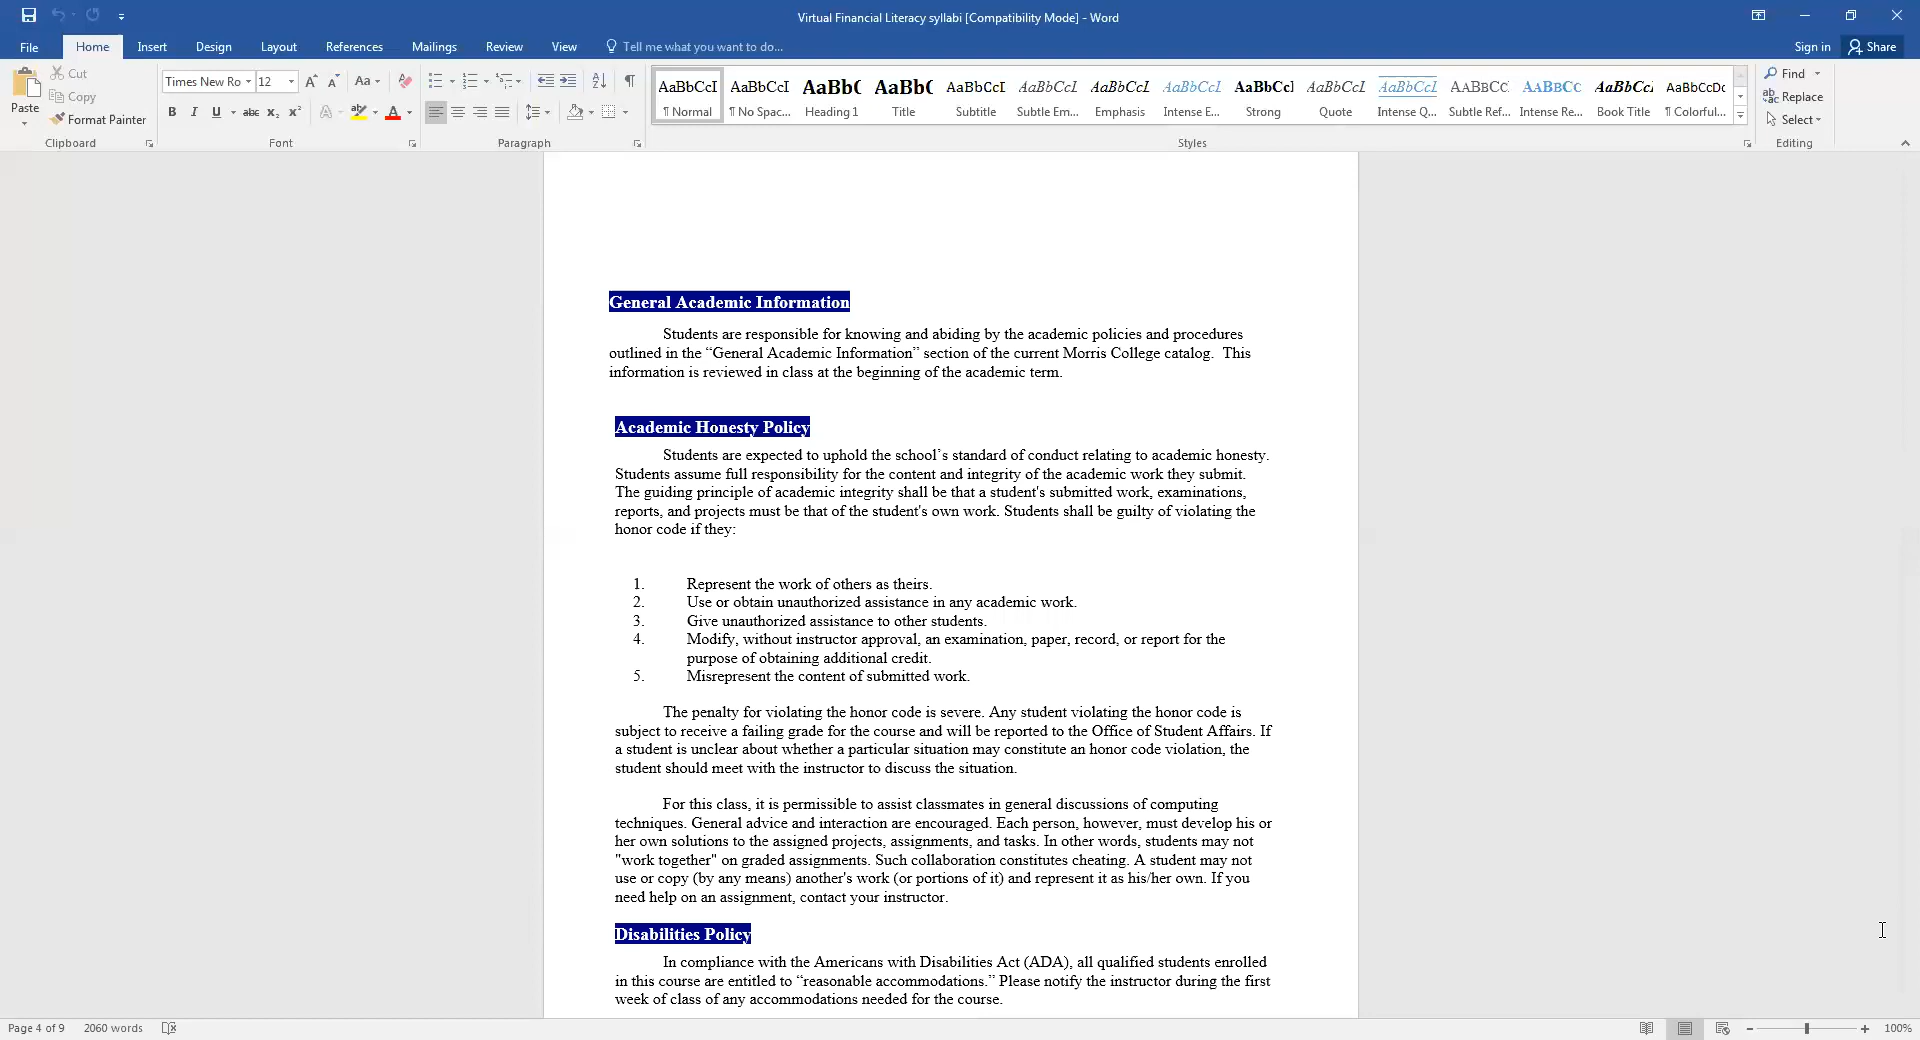 Virtual Financial Literacy syllabi [Compatibility Mode] - Word
File Home Insert Design Layout References Mailings Review View Tell me what you want to do... Sign in Share
Paste
Cut
Copy
Format Painter
Clipboard
Times New Ro 12
Aa
B I U abc x₂ x²
Font
Paragraph
AaBbCcI AaBbCcI AaBb( AaBb( AaBbCcI AaBbCcL AaBbCcL AaBbCcL AaBbCcI AaBbCcL AaBbCcL AABBCC AABBCC AaBbCc AaBbCcDc
¶ Normal ¶ No Spac... Heading 1 Title Subtitle Subtle Em... Emphasis Intense E... Strong Quote Intense Q... Subtle Ref... Intense Re... Book Title ¶ Colorful...
Styles
Find
Replace
Select
Editing
General Academic Information
Students are responsible for knowing and abiding by the academic policies and procedures
outlined in the “General Academic Information” section of the current Morris College catalog.  This
information is reviewed in class at the beginning of the academic term.
Academic Honesty Policy
Students are expected to uphold the school’s standard of conduct relating to academic honesty.
Students assume full responsibility for the content and integrity of the academic work they submit.
The guiding principle of academic integrity shall be that a student's submitted work, examinations,
reports, and projects must be that of the student's own work. Students shall be guilty of violating the
honor code if they:
1. Represent the work of others as theirs.
2. Use or obtain unauthorized assistance in any academic work.
3. Give unauthorized assistance to other students.
4. Modify, without instructor approval, an examination, paper, record, or report for the
purpose of obtaining additional credit.
5. Misrepresent the content of submitted work.
The penalty for violating the honor code is severe. Any student violating the honor code is
subject to receive a failing grade for the course and will be reported to the Office of Student Affairs. If
a student is unclear about whether a particular situation may constitute an honor code violation, the
student should meet with the instructor to discuss the situation.
For this class, it is permissible to assist classmates in general discussions of computing
techniques. General advice and interaction are encouraged. Each person, however, must develop his or
her own solutions to the assigned projects, assignments, and tasks. In other words, students may not
"work together" on graded assignments. Such collaboration constitutes cheating. A student may not
use or copy (by any means) another's work (or portions of it) and represent it as his/her own. If you
need help on an assignment, contact your instructor.
Disabilities Policy
In compliance with the Americans with Disabilities Act (ADA), all qualified students enrolled
in this course are entitled to “reasonable accommodations.” Please notify the instructor during the first
week of class of any accommodations needed for the course.
Page 4 of 9 2060 words 100%